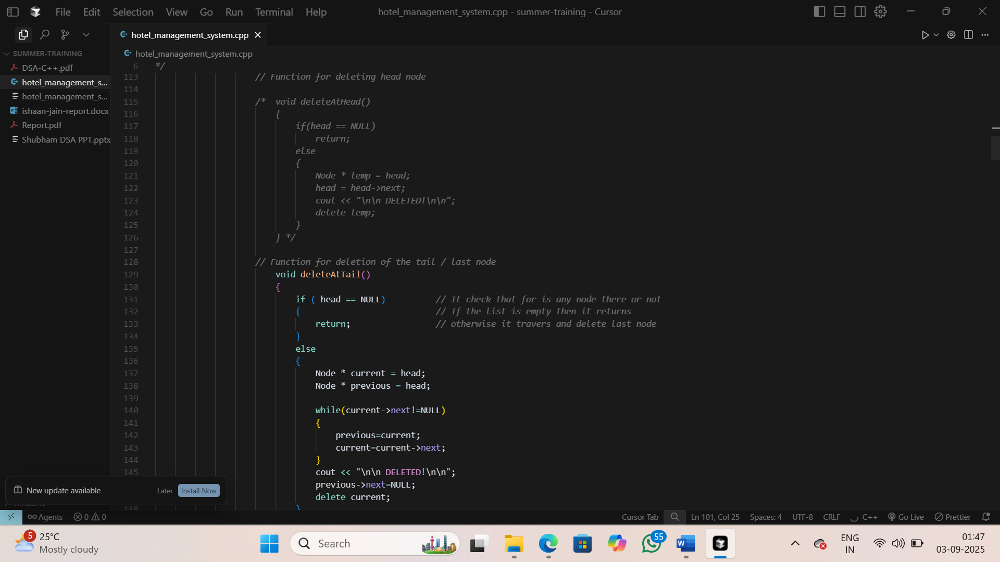 File Edit Selection View Go Run Terminal Help
hotel_management_system.cpp - summer-training - Cursor
SUMMER-TRAINING
DSA-C++.pdf
hotel_management_s...
hotel_management_s...
ishaan-jain-report.docx
Report.pdf
Shubham DSA PPT.pptx
hotel_management_system.cpp
hotel_management_system.cpp
6 */
113 // Function for deleting head node
114
115 /* void deleteAtHead()
116 {
117 if(head == NULL)
118 return;
119 else
120 {
121 Node * temp = head;
122 head = head->next;
123 cout << "\n\n DELETED!\n\n";
124 delete temp;
125 }
126 } */
127
128 // Function for deletion of the tail / last node
129 void deleteAtTail()
130 {
131 if ( head == NULL) // It check that for is any node there or not
132 { // If the list is empty then it returns
133 return; // otherwise it travers and delete last node
134 }
135 else
136 {
137 Node * current = head;
138 Node * previous = head;
139
140 while(current->next!=NULL)
141 {
142 previous=current;
143 current=current->next;
144 }
145 cout << "\n\n DELETED!\n\n";
previous->next=NULL;
delete current;
148 }
New update available Later Install Now
Agents 0 0
Cursor Tab Ln 101, Col 25 Spaces: 4 UTF-8 CRLF C++ Go Live Prettier
5 25°C
Mostly cloudy
Search
55
ENG
IN
01:47
03-09-2025